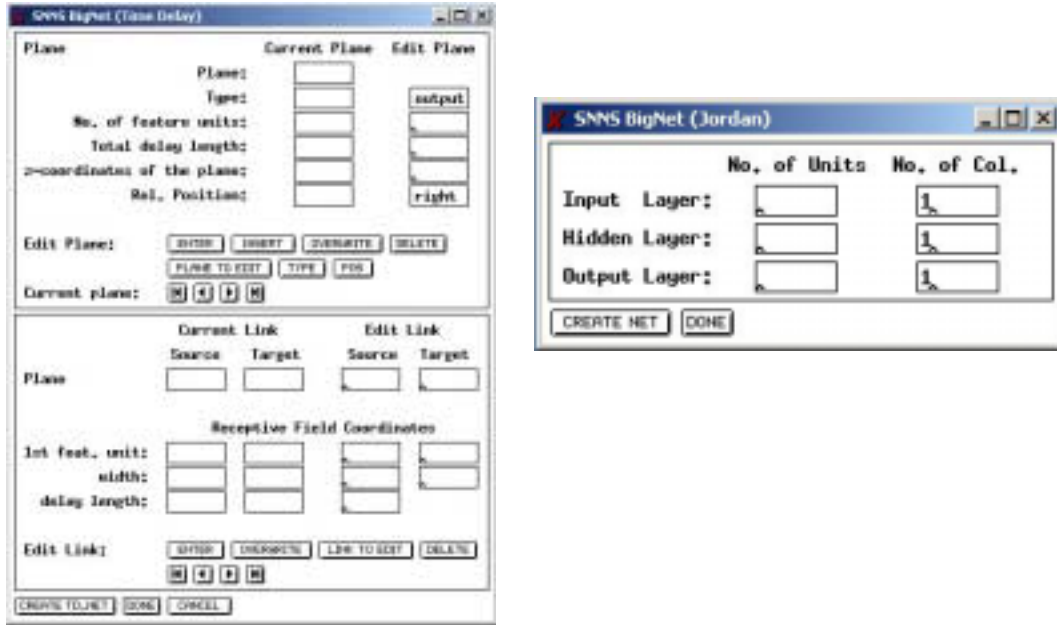 SNNS BigNet (Time Delay)
Plane Current Plane Edit Plane
Plane:
Type: output
No. of feature units:
Total delay length:
z-coordinates of the plane:
Rel. Position: right
Edit Plane: ENTER INSERT OVERWRITE DELETE
PLANE TO EDIT TYPE POS
Current plane:
Current Link Edit Link
Source Target Source Target
Plane
Receptive Field Coordinates
1st feat. unit:
width:
delay length:
Edit Link: ENTER OVERWRITE LINK TO EDIT DELETE
CREATE TD_NET DONE CANCEL
SNNS BigNet (Jordan)
No. of Units No. of Col.
Input Layer: 1
Hidden Layer: 1
Output Layer: 1
CREATE NET DONE